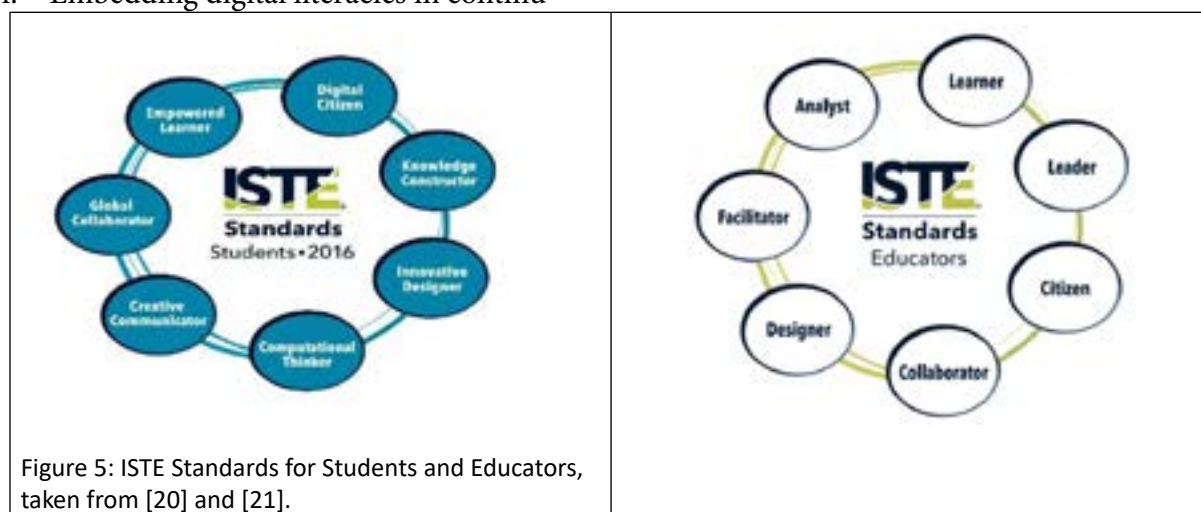 Embedding digital literacies in continu
Empowered
Learner
Digital
Citizen
Knowledge
Constructor
Innovative
Designer
Computational
Thinker
Creative
Communicator
Global
Collaborator
ISTE
Standards
Students•2016
Figure 5: ISTE Standards for Students and Educators,
taken from [20] and [21].
Analyst
Learner
Leader
Citizen
Collaborator
Designer
Facilitator
ISTE
Standards
Educators